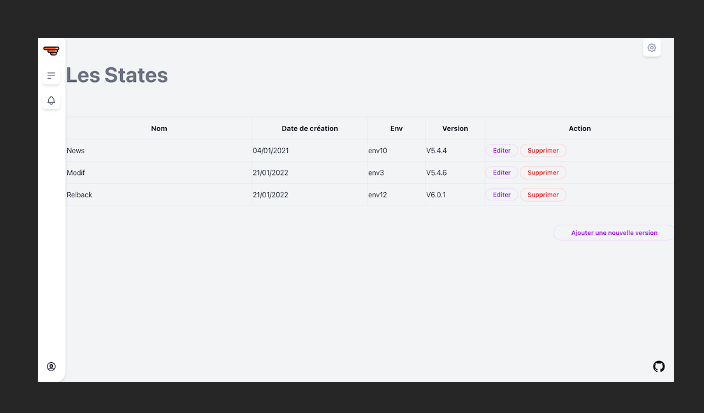 Les States
Nom Date de création Env Version Action
News 04/01/2021 env10 V5.4.4 Editer Supprimer
Modif 21/01/2022 env3 V5.4.6 Editer Supprimer
Relback 21/01/2022 env12 V6.0.1 Editer Supprimer
Ajouter une nouvelle version